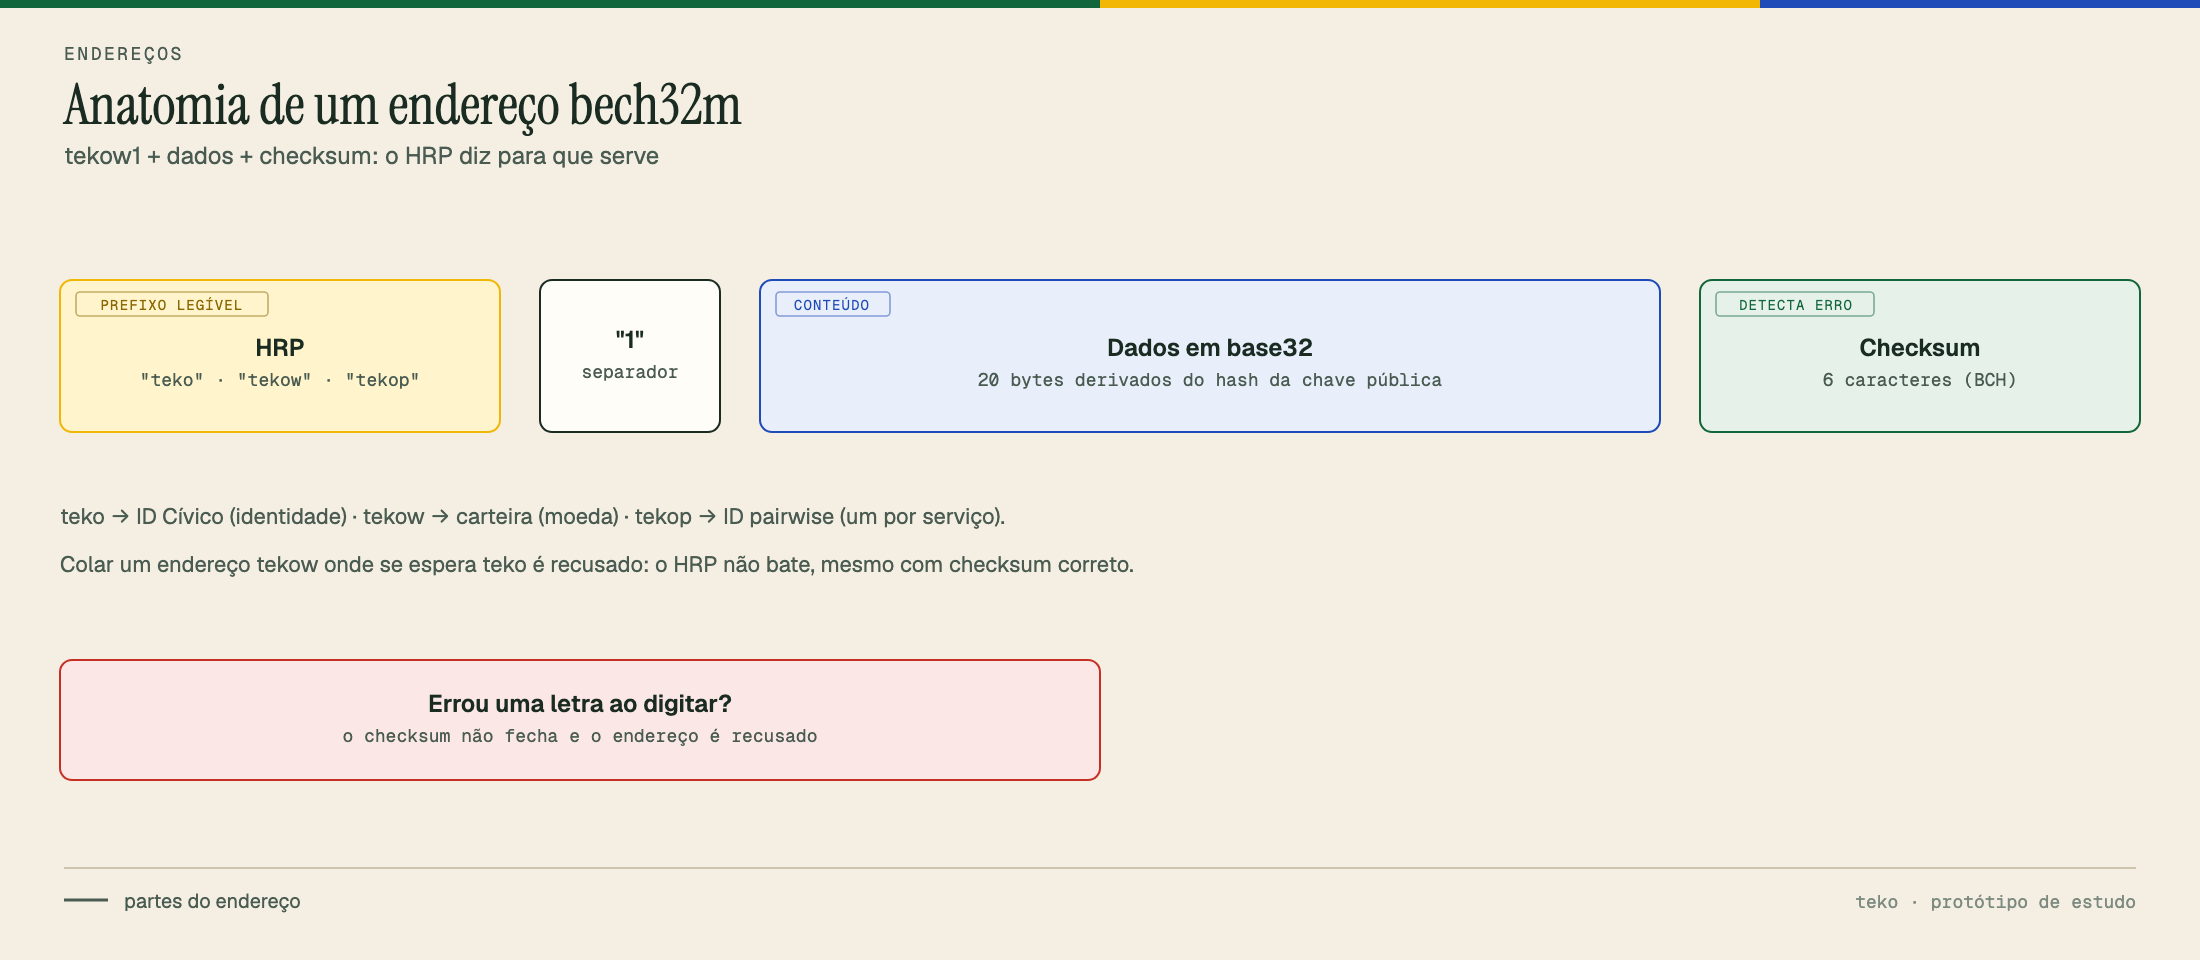 ENDEREÇOS
Anatomia de um endereço bech32m
tekow1 + dados + checksum: o HRP diz para que serve
PREFIXO LEGÍVEL
HRP
"teko" · "tekow" · "tekop"
"1"
separador
CONTEÚDO
Dados em base32
20 bytes derivados do hash da chave pública
DETECTA ERRO
Checksum
6 caracteres (BCH)
teko → ID Cívico (identidade) · tekow → carteira (moeda) · tekop → ID pairwise (um por serviço).
Colar um endereço tekow onde se espera teko é recusado: o HRP não bate, mesmo com checksum correto.
Errou uma letra ao digitar?
o checksum não fecha e o endereço é recusado
partes do endereço
teko · protótipo de estudo